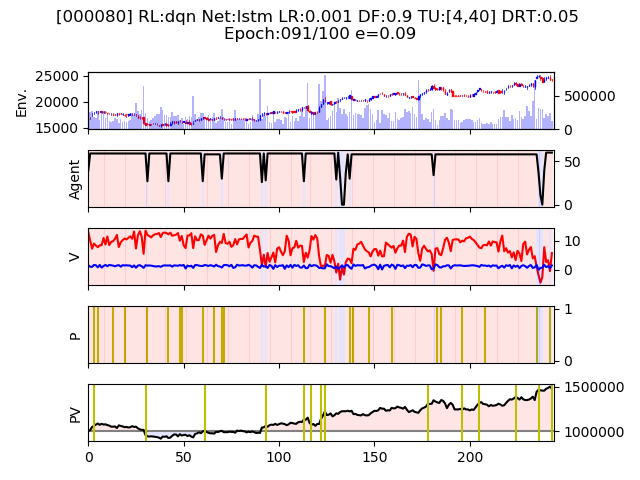 [000080] RL:dqn Net:lstm LR:0.001 DF:0.9 TU:[4,40] DRT:0.05
Epoch:091/100 e=0.09
Env.
25000
20000
15000
500000
0
Agent
50
0
V
10
0
P
1
0
PV
1500000
1000000
0
50
100
150
200